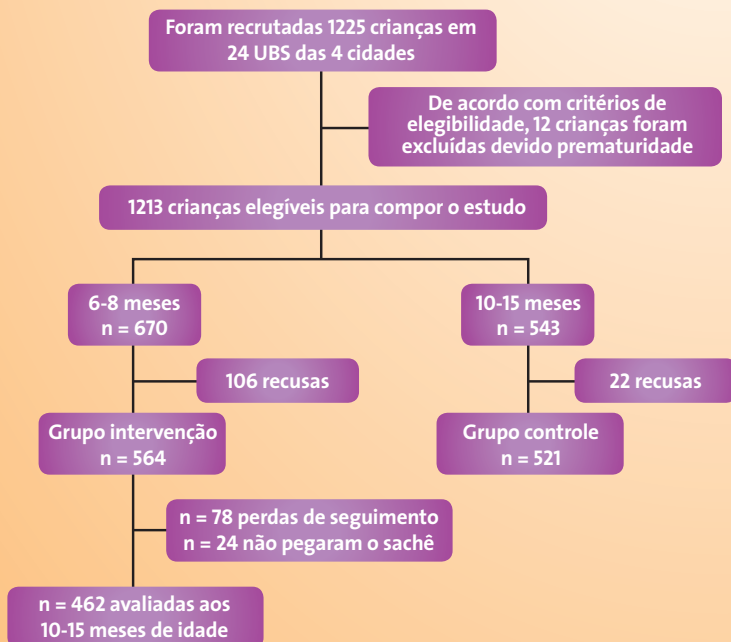 Foram recrutadas 1225 crianças em
24 UBS das 4 cidades
De acordo com critérios de
elegibilidade, 12 crianças foram
excluídas devido prematuridade
1213 crianças elegíveis para compor o estudo
6-8 meses
n = 670
10-15 meses
n = 543
106 recusas
22 recusas
Grupo intervenção
n = 564
Grupo controle
n = 521
n = 78 perdas de seguimento
n = 24 não pegaram o sachê
n = 462 avaliadas aos
10-15 meses de idade